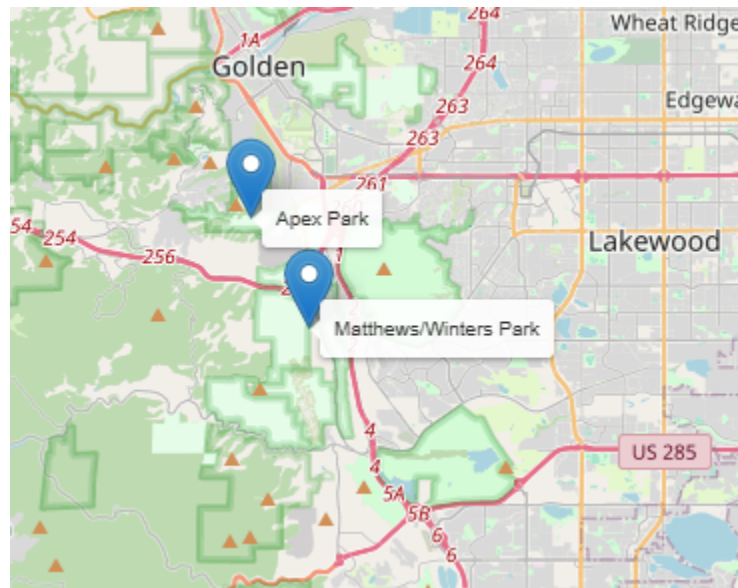 264
Wheat Ridge
1A
Golden
264
263
Edgewa
263
261
Apex Park
54
254
256
Lakewood
1
Matthews/Winters Park
4
4
US 285
5A
5B
6
6